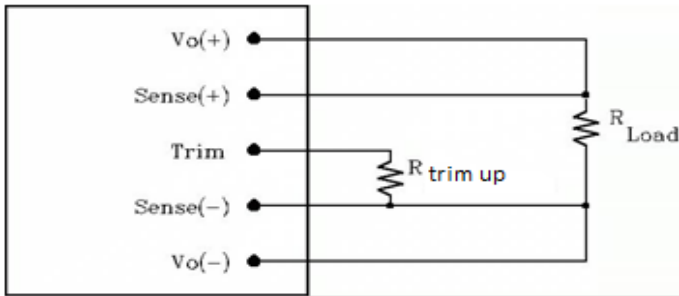 Vo(+)
Sense(+)
R Load
Trim
R trim up
Sense(-)
Vo(-)